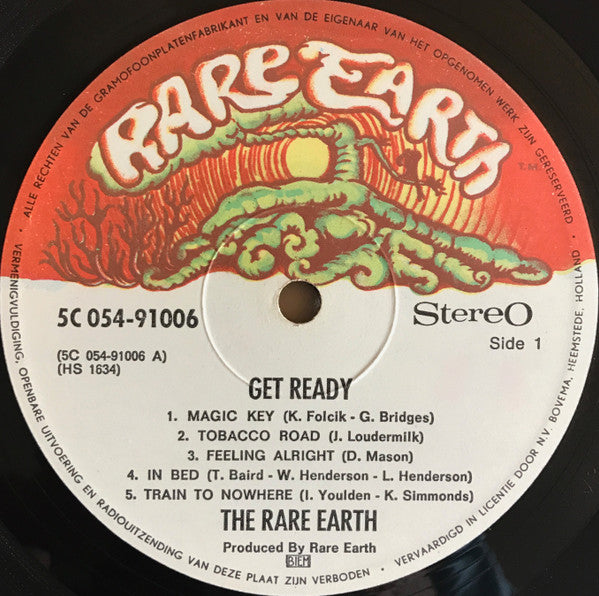 ALLE RECHTEN VAN DE GRAMOFOONPLATENFABRIKANT EN VAN DE EIGENAAR VAN HET OPGENOMEN WERK ZIJN GERESERVEERD •
RARE EARTH
T.M.
5C 054-91006
Stereo
(5C 054-91006 A)
Side 1
(HS 1634)
GET READY
1. MAGIC KEY (K. Folcik - G. Bridges)
2. TOBACCO ROAD (J. Loudermilk)
3. FEELING ALRIGHT (D. Mason)
4. IN BED (T. Baird - W. Henderson - L. Henderson)
5. TRAIN TO NOWHERE (I. Youlden - K. Simmonds)
THE RARE EARTH
Produced By Rare Earth
BIEM
• VERMENIGVULDIGING, OPENBARE UITVOERING EN RADIOUITZENDING VAN DEZE PLAAT ZIJN VERBODEN • VERVAARDIGD IN LICENTIE DOOR N.V. BOVEMA, HEEMSTEDE, HOLLAND •